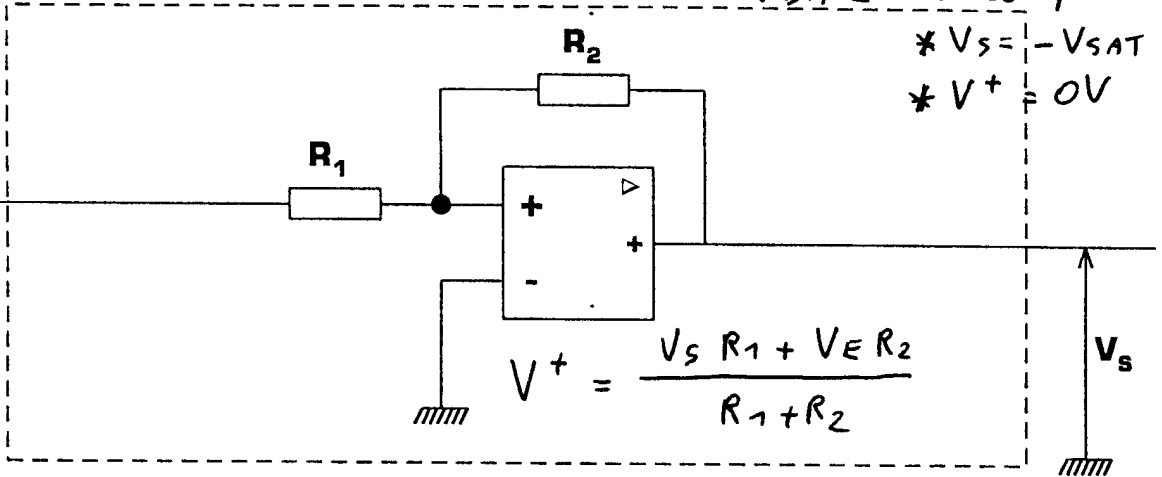 * Vs = - VSAT
* V+ = 0V
R2
R1
+
+
-
V+ = Vs R1 + VE R2
R1 + R2
Vs